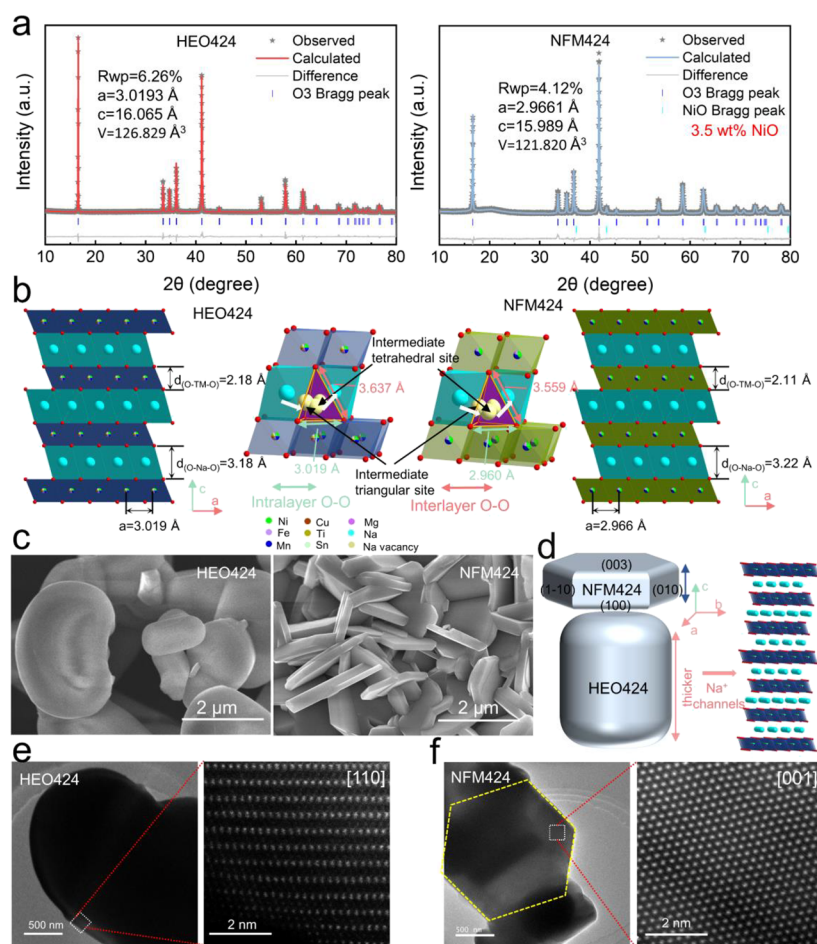 a
HEO424
Observed
Calculated
Difference
O3 Bragg peak
Rwp=6.26%
a=3.0193 Å
c=16.065 Å
V=126.829 Å3
Intensity (a.u.)
10 20 30 40 50 60 70 80
2θ (degree)
NFM424
Observed
Calculated
Difference
O3 Bragg peak
NiO Bragg peak
3.5 wt% NiO
Rwp=4.12%
a=2.9661 Å
c=15.989 Å
V=121.820 Å3
Intensity (a.u.)
10 20 30 40 50 60 70 80
2θ (degree)
b
HEO424
NFM424
d(O-TM-O)=2.18 Å
d(O-Na-O)=3.18 Å
a=3.019 Å
c
a
Intermediate
tetrahedral site
3.637 Å
3.559 Å
3.019 Å
2.960 Å
Intermediate
triangular site
Intralayer O-O
Interlayer O-O
Ni Cu Mg
Fe Ti Na
Mn Sn Na vacancy
d(O-TM-O)=2.11 Å
d(O-Na-O)=3.22 Å
a=2.966 Å
c
a
c
HEO424
2 μm
NFM424
2 μm
d
(003)
(1-10)
NFM424
(010)
(100)
c
b
a
HEO424
thicker
Na+
channels
e
HEO424
500 nm
[110]
2 nm
f
NFM424
500 nm
[001]
2 nm